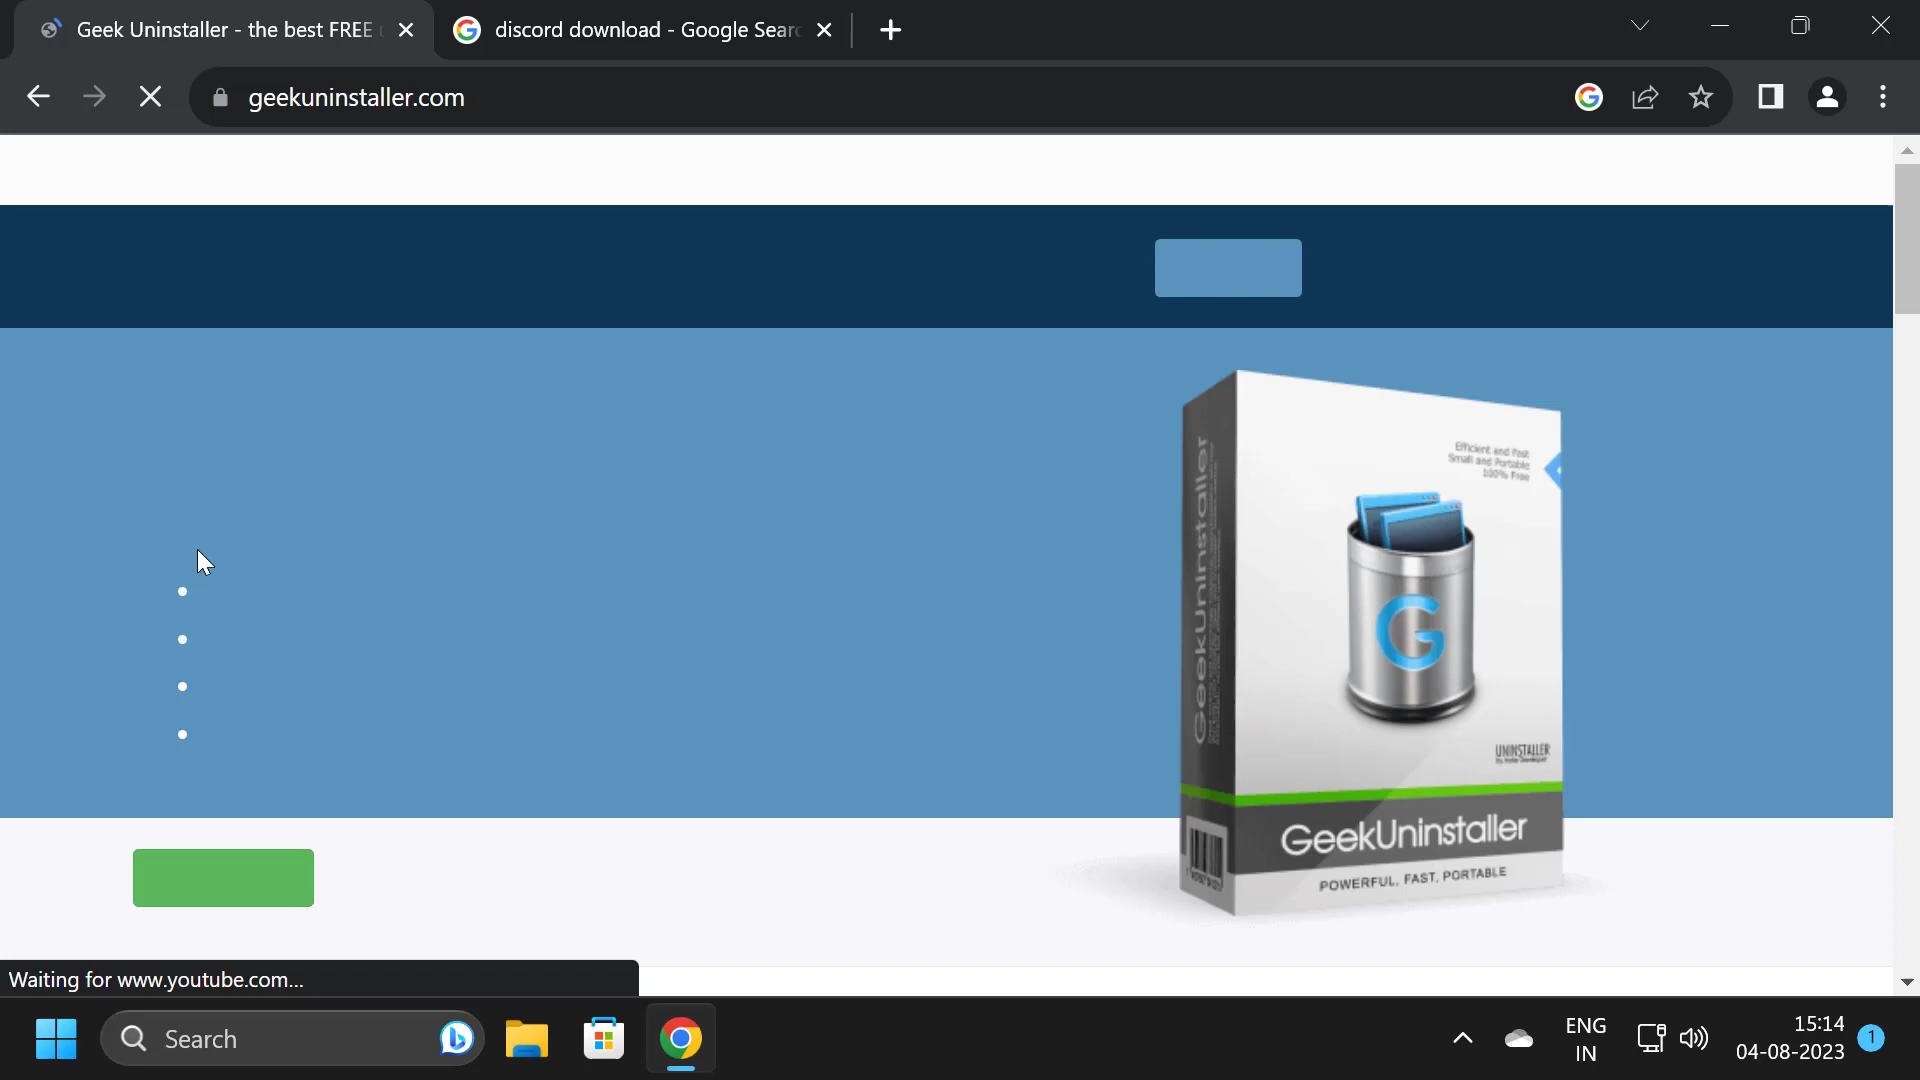 Geek Uninstaller - the best FREE
discord download - Google Sear
geekuninstaller.com
Efficient and Fast
Small and Portable
100% Free
GeekUninstaller
G
UNINSTALLER
GeekUninstaller
POWERFUL, FAST, PORTABLE
Waiting for www.youtube.com...
Search
ENG
IN
15:14
04-08-2023
1